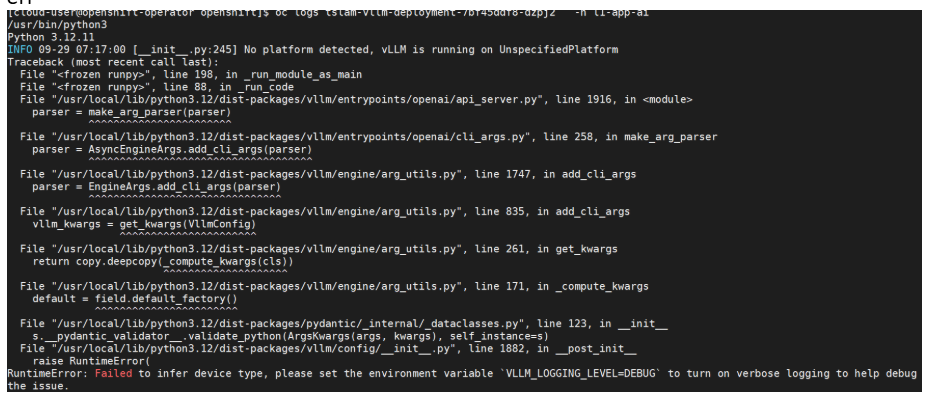 [cloud-user@openshift-operator openshift]$ oc logs tslam-vllm-deployment-7bf45ddf8-dzpj2 -n ti-app-ai
/usr/bin/python3
Python 3.12.11
INFO 09-29 07:17:00 [__init__.py:245] No platform detected, vLLM is running on UnspecifiedPlatform
Traceback (most recent call last):
  File "<frozen runpy>", line 198, in _run_module_as_main
  File "<frozen runpy>", line 88, in _run_code
  File "/usr/local/lib/python3.12/dist-packages/vllm/entrypoints/openai/api_server.py", line 1916, in <module>
    parser = make_arg_parser(parser)
             ^^^^^^^^^^^^^^^^^^^^^^^
  File "/usr/local/lib/python3.12/dist-packages/vllm/entrypoints/openai/cli_args.py", line 258, in make_arg_parser
    parser = AsyncEngineArgs.add_cli_args(parser)
             ^^^^^^^^^^^^^^^^^^^^^^^^^^^^^^^^^^^^
  File "/usr/local/lib/python3.12/dist-packages/vllm/engine/arg_utils.py", line 1747, in add_cli_args
    parser = EngineArgs.add_cli_args(parser)
             ^^^^^^^^^^^^^^^^^^^^^^^^^^^^^^^
  File "/usr/local/lib/python3.12/dist-packages/vllm/engine/arg_utils.py", line 835, in add_cli_args
    vllm_kwargs = get_kwargs(VllmConfig)
                  ^^^^^^^^^^^^^^^^^^^^^^
  File "/usr/local/lib/python3.12/dist-packages/vllm/engine/arg_utils.py", line 261, in get_kwargs
    return copy.deepcopy(_compute_kwargs(cls))
                         ^^^^^^^^^^^^^^^^^^^^
  File "/usr/local/lib/python3.12/dist-packages/vllm/engine/arg_utils.py", line 171, in _compute_kwargs
    default = field.default_factory()
              ^^^^^^^^^^^^^^^^^^^^^^^
  File "/usr/local/lib/python3.12/dist-packages/pydantic/_internal/_dataclasses.py", line 123, in __init__
    s.__pydantic_validator__.validate_python(ArgsKwargs(args, kwargs), self_instance=s)
  File "/usr/local/lib/python3.12/dist-packages/vllm/config/__init__.py", line 1882, in __post_init__
    raise RuntimeError(
RuntimeError: Failed to infer device type, please set the environment variable `VLLM_LOGGING_LEVEL=DEBUG` to turn on verbose logging to help debug
the issue.